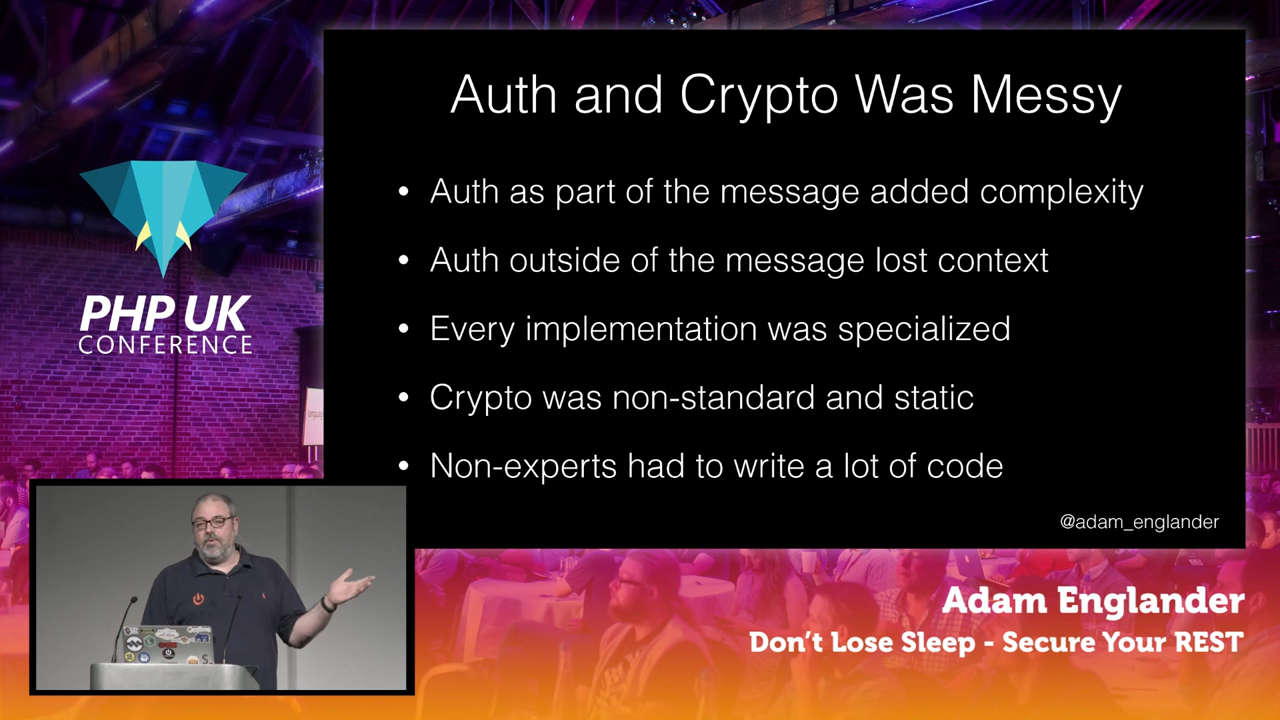 Auth and Crypto Was Messy
• Auth as part of the message added complexity
• Auth outside of the message lost context
• Every implementation was specialized
• Crypto was non-standard and static
• Non-experts had to write a lot of code
@adam_englander
PHP UK
CONFERENCE
Adam Englander
Don't Lose Sleep - Secure Your REST